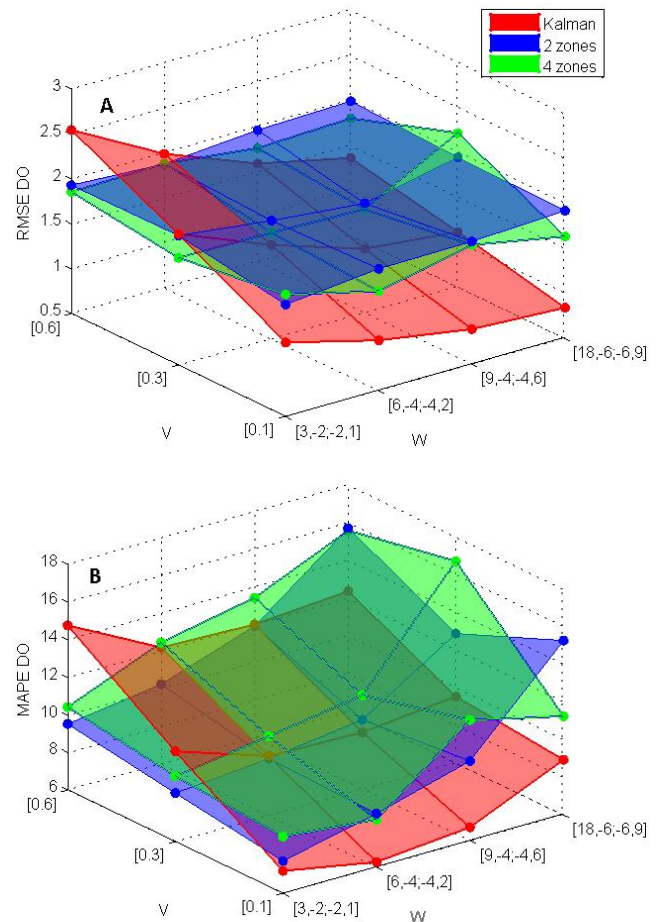 Kalman
2 zones
4 zones
A
3
2.5
2
1.5
1
0.5
RMSE DO
[0.6]
[0.3]
[0.1]
V
[3,-2;-2,1]
[6,-4;-4,2]
[9,-4;-4,6]
[18,-6;-6,9]
W
B
18
16
14
12
10
8
6
MAPE DO
[0.6]
[0.3]
[0.1]
V
[3,-2;-2,1]
[6,-4;-4,2]
[9,-4;-4,6]
[18,-6;-6,9]
W